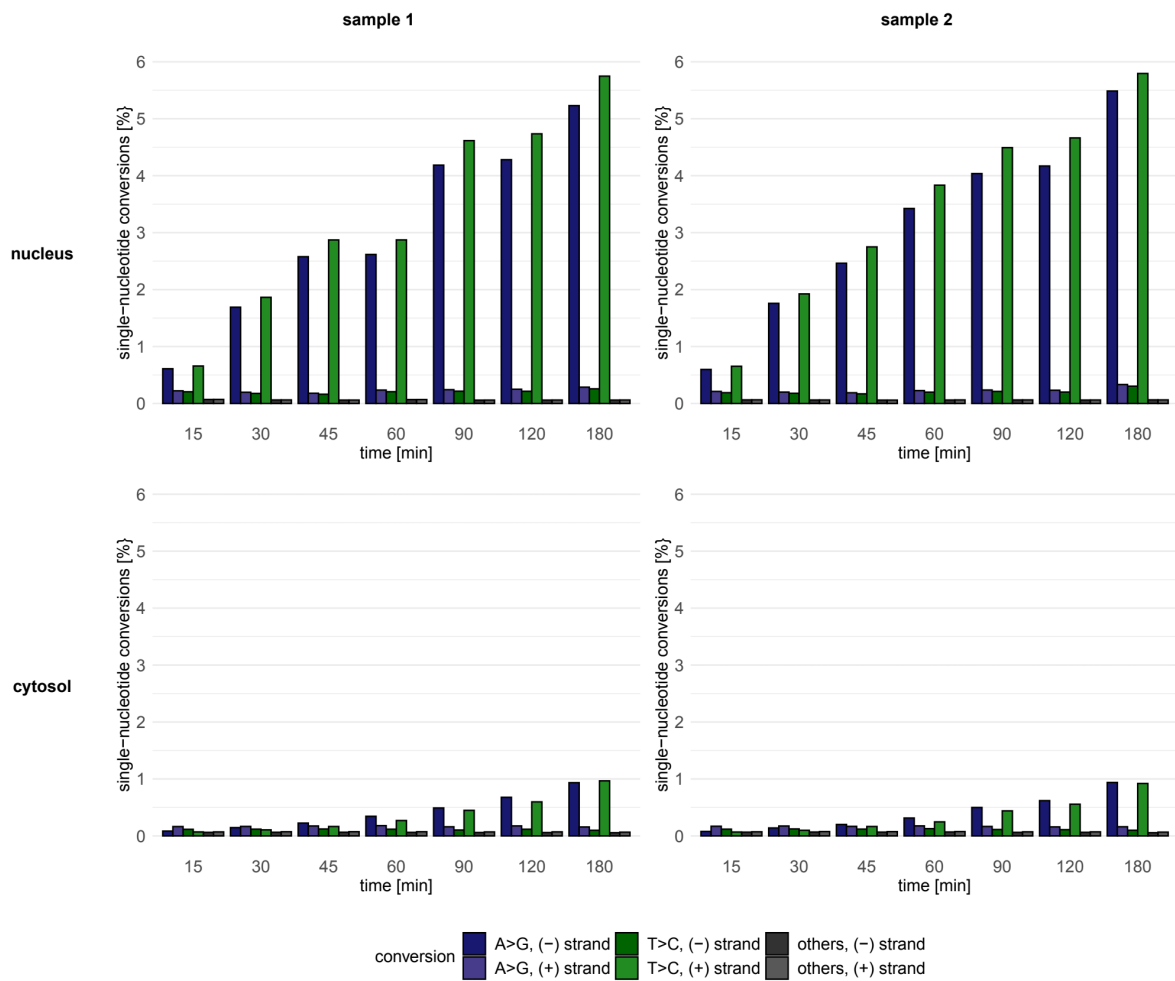 sample 1
sample 2
nucleus
single−nucleotide conversions [%}
6
5
4
3
2
1
0
15 30 45 60 90 120 180
time [min]
single−nucleotide conversions [%}
6
5
4
3
2
1
0
15 30 45 60 90 120 180
time [min]
cytosol
single−nucleotide conversions [%}
6
5
4
3
2
1
0
15 30 45 60 90 120 180
time [min]
single−nucleotide conversions [%}
6
5
4
3
2
1
0
15 30 45 60 90 120 180
time [min]
conversion
A>G, (−) strand T>C, (−) strand others, (−) strand
A>G, (+) strand T>C, (+) strand others, (+) strand